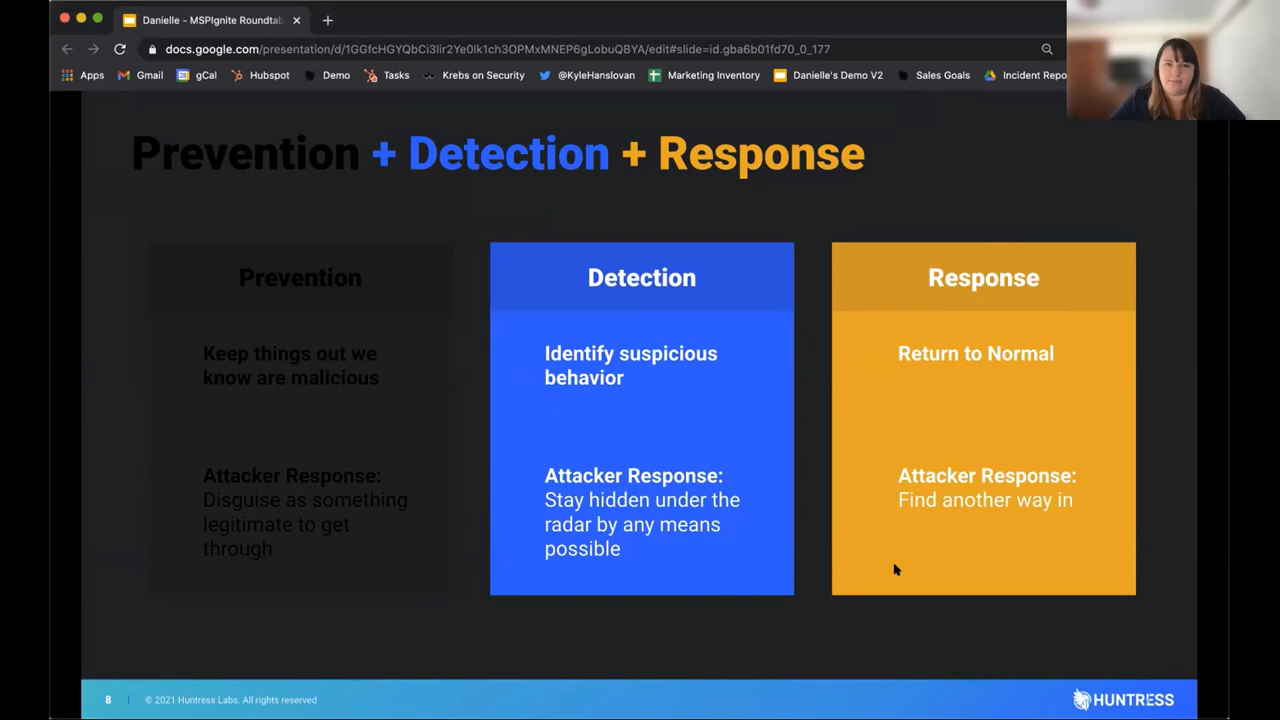 Danielle - MSPIgnite Roundtab
docs.google.com/presentation/d/1GGfcHGYQbCi3Iir2Ye0lk1ch3OPMxMNEP6gLobuQBYA/edit#slide=id.gba6b01fd70_0_177
Apps Gmail gCal Hubspot Demo Tasks Krebs on Security @KyleHanslovan Marketing Inventory Danielle's Demo V2 Sales Goals Incident Repo
Prevention + Detection + Response
Prevention
Keep things out we
know are malicious
Attacker Response:
Disguise as something
legitimate to get
through
Detection
Identify suspicious
behavior
Attacker Response:
Stay hidden under the
radar by any means
possible
Response
Return to Normal
Attacker Response:
Find another way in
8 | © 2021 Huntress Labs. All rights reserved
HUNTRESS